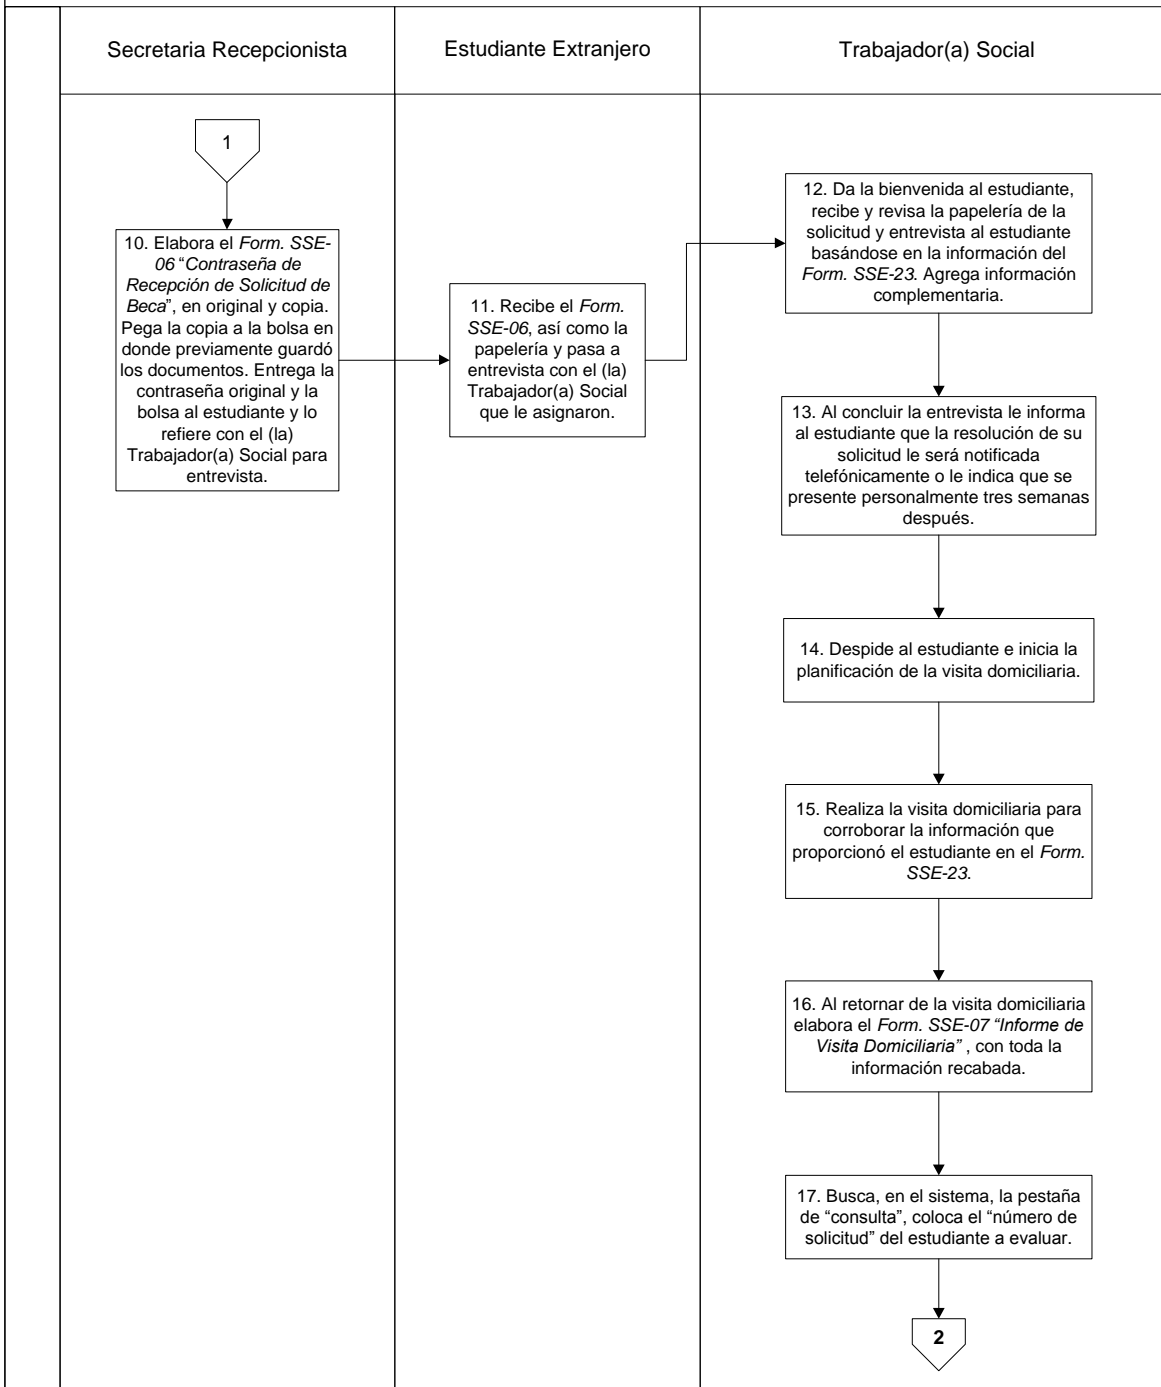 Secretaria Recepcionista
Estudiante Extranjero
Trabajador(a) Social
1
10. Elabora el Form. SSE-
06 “Contraseña de
Recepción de Solicitud de
Beca”, en original y copia.
Pega la copia a la bolsa en
donde previamente guardó
los documentos. Entrega la
contraseña original y la
bolsa al estudiante y lo
refiere con el (la)
Trabajador(a) Social para
entrevista.
11. Recibe el Form.
SSE-06, así como la
papelería y pasa a
entrevista con el (la)
Trabajador(a) Social
que le asignaron.
12. Da la bienvenida al estudiante,
recibe y revisa la papelería de la
solicitud y entrevista al estudiante
basándose en la información del
Form. SSE-23. Agrega información
complementaria.
13. Al concluir la entrevista le informa
al estudiante que la resolución de su
solicitud le será notificada
telefónicamente o le indica que se
presente personalmente tres semanas
después.
14. Despide al estudiante e inicia la
planificación de la visita domiciliaria.
15. Realiza la visita domiciliaria para
corroborar la información que
proporcionó el estudiante en el Form.
SSE-23.
16. Al retornar de la visita domiciliaria
elabora el Form. SSE-07 “Informe de
Visita Domiciliaria” , con toda la
información recabada.
17. Busca, en el sistema, la pestaña
de “consulta”, coloca el “número de
solicitud” del estudiante a evaluar.
2